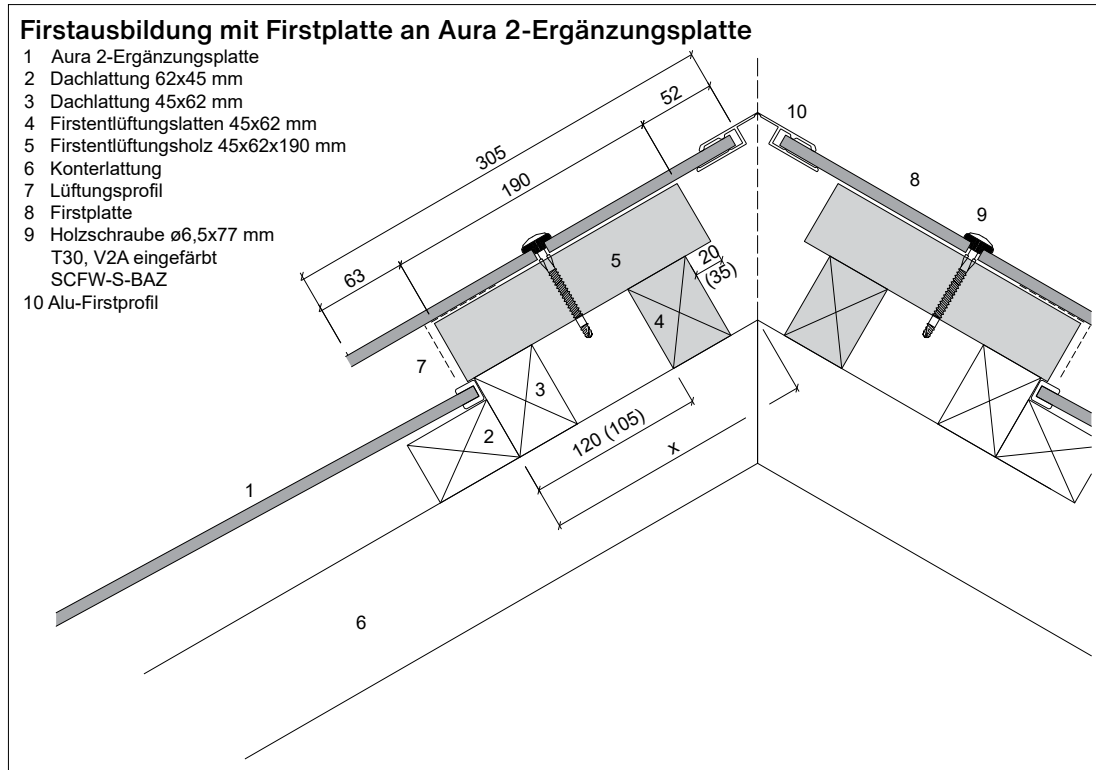 Firstausbildung mit Firstplatte an Aura 2-Ergänzungsplatte
1 Aura 2-Ergänzungsplatte
2 Dachlattung 62x45 mm
3 Dachlattung 45x62 mm
4 Firstentlüftungslatten 45x62 mm
5 Firstentlüftungsholz 45x62x190 mm
6 Konterlattung
7 Lüftungsprofil
8 Firstplatte
9 Holzschraube ø6,5x77 mm
T30, V2A eingefärbt
SCFW-S-BAZ
10 Alu-Firstprofil
52
305
190
63
10
8
9
5
20
(35)
4
7
3
2
120 (105)
x
1
6